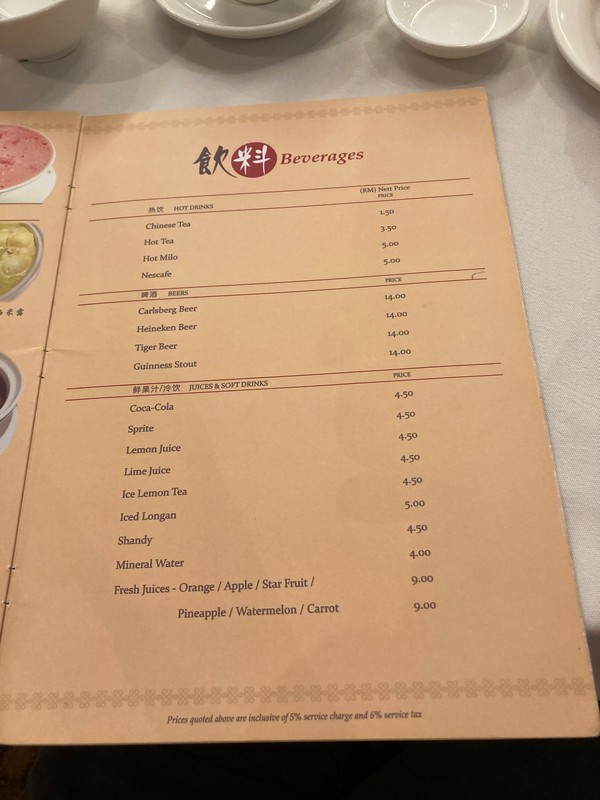 飲料 Beverages
(RM) Nett Price
热饮 HOT DRINKS PRICE
Chinese Tea 1.50
Hot Tea 3.50
Hot Milo 5.00
Nescafe 5.00
啤酒 BEERS PRICE
Carlsberg Beer 14.00
Heineken Beer 14.00
Tiger Beer 14.00
Guinness Stout 14.00
鲜果汁/冷饮 JUICES & SOFT DRINKS PRICE
Coca-Cola 4.50
Sprite 4.50
Lemon Juice 4.50
Lime Juice 4.50
Ice Lemon Tea 4.50
Iced Longan 5.00
Shandy 4.50
Mineral Water 4.00
Fresh Juices - Orange / Apple / Star Fruit / 9.00
Pineapple / Watermelon / Carrot 9.00
Prices quoted above are inclusive of 5% service charge and 6% service tax